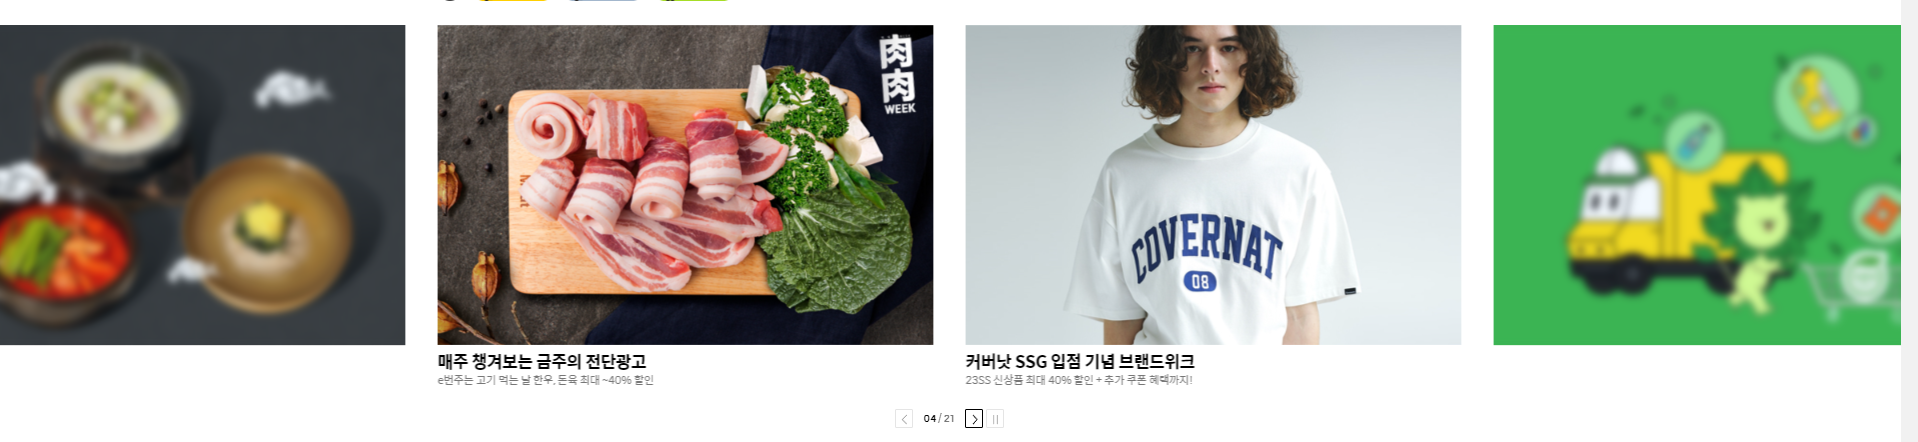 肉
肉
WEEK
COVERNAT
08
매주 챙겨보는 금주의 전단광고
e번주는 고기 먹는 날 한우, 돈육 최대 ~40% 할인
커버낫 SSG 입점 기념 브랜드위크
23SS 신상품 최대 40% 할인 + 추가 쿠폰 혜택까지!
04 / 21